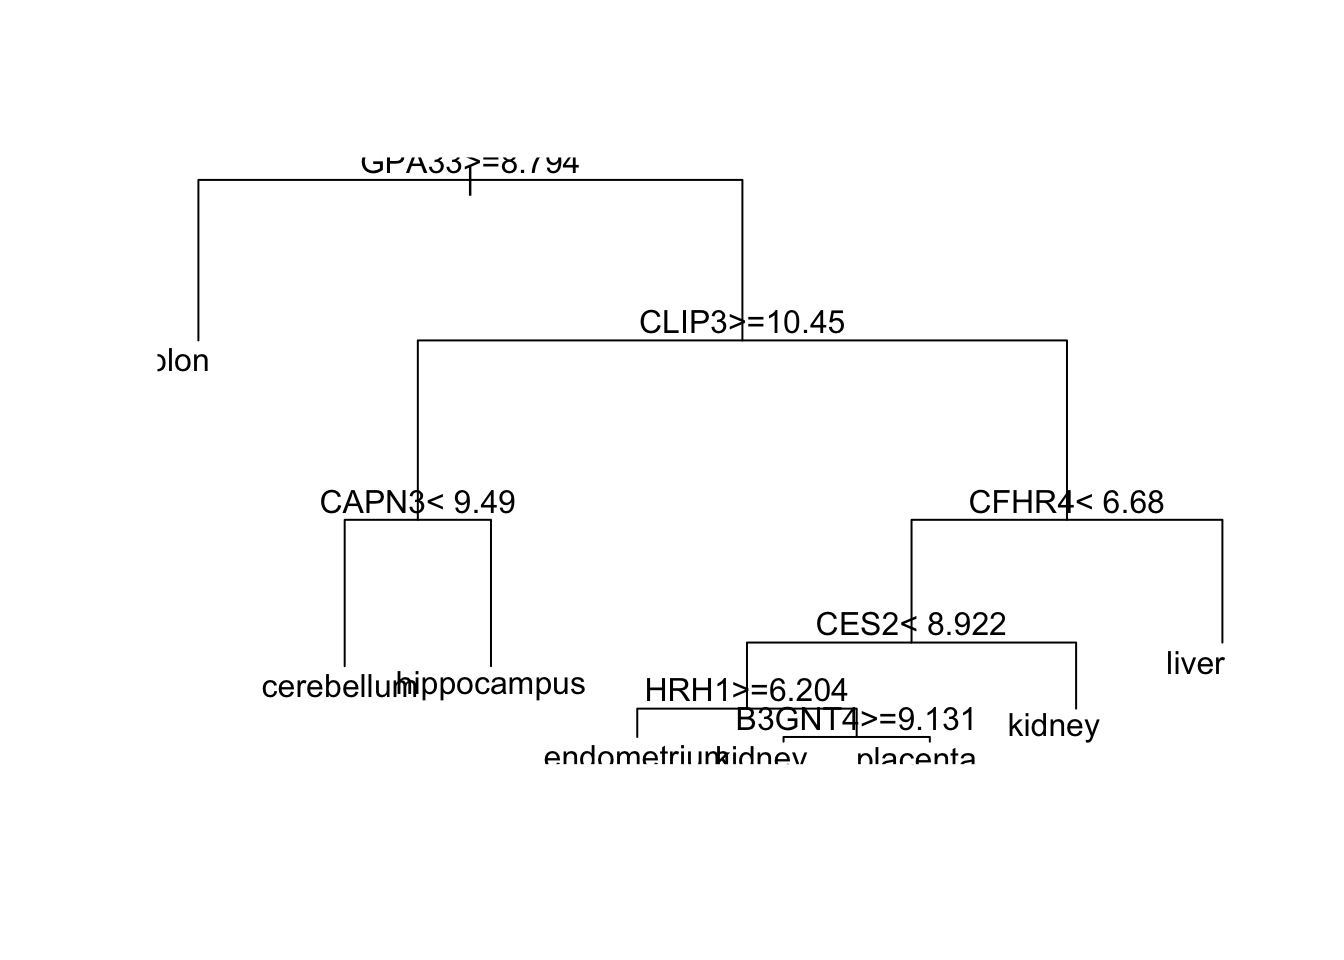 GPA33>=8.794
CLIP3>=10.45
olon
CAPN3< 9.49
CFHR4< 6.68
CES2< 8.922
liver
cerebellum
hippocampus
HRH1>=6.204
B3GNT4>=9.131
kidney
endometrium
kidney
placenta